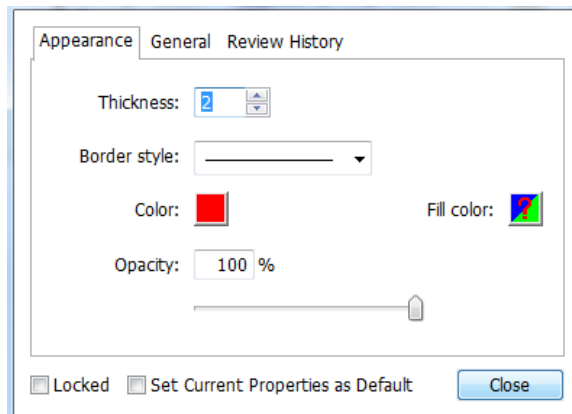 Appearance General Review History
Thickness: 2
Border style:
Color: Fill color: ?
Opacity: 100 %
Locked Set Current Properties as Default Close